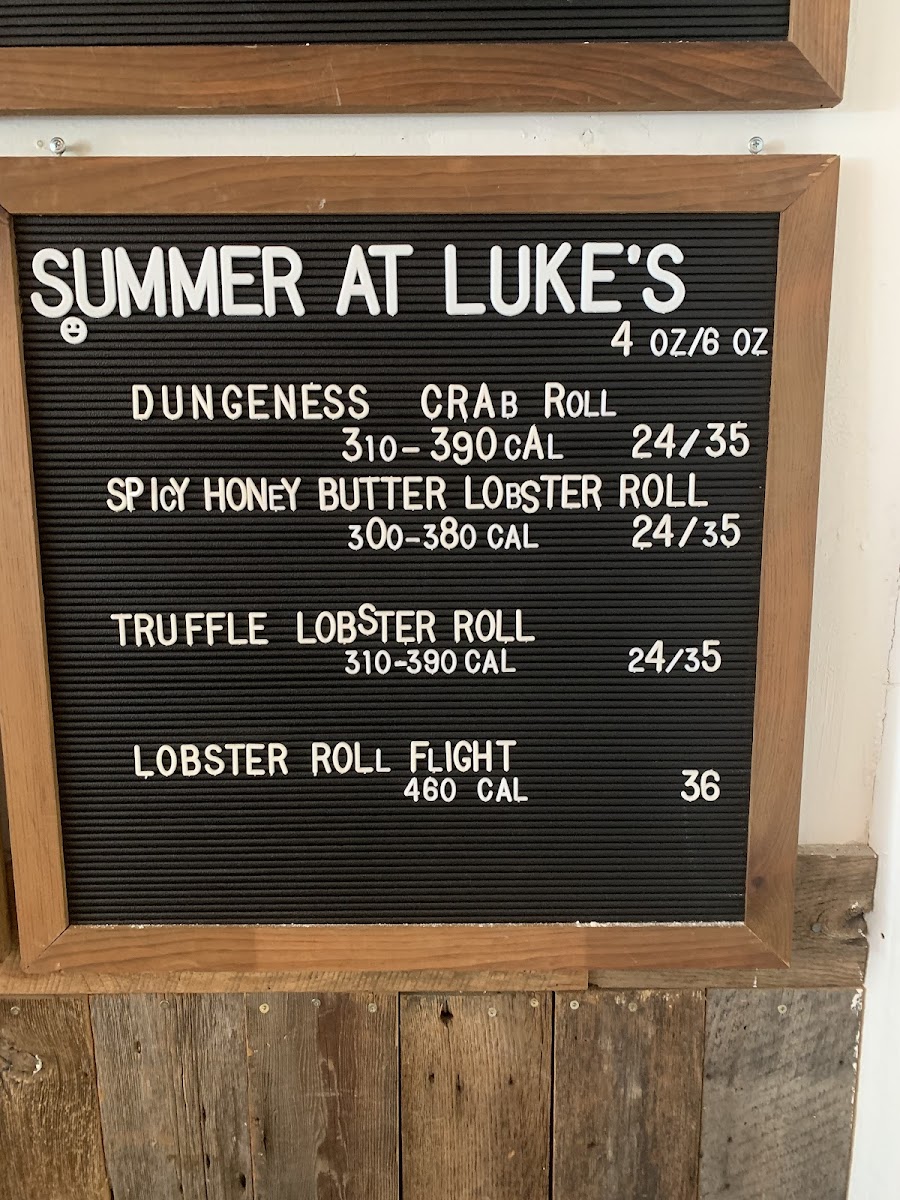 SUMMER AT LUKE'S
4 OZ/6 OZ
DUNGENESS CRAB ROLL
310-390 CAL 24/35
SPICY HONEY BUTTER LOBSTER ROLL
300-380 CAL 24/35
TRUFFLE LOBSTER ROLL
310-390 CAL 24/35
LOBSTER ROLL FLIGHT
460 CAL 36